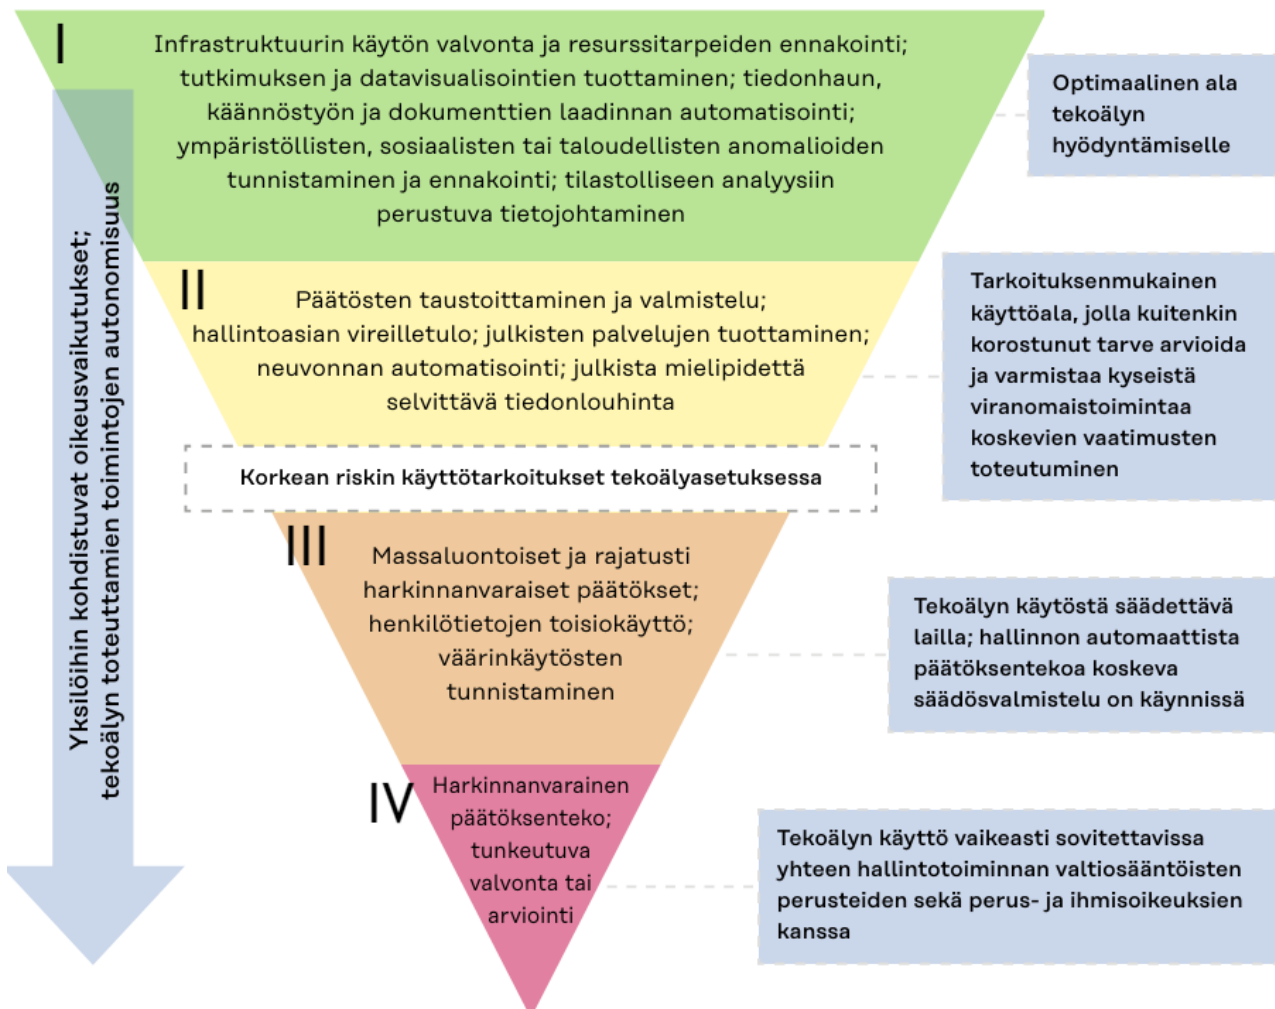 I
Infrastruktuurin käytön valvonta ja resurssitarpeiden ennakointi;
tutkimuksen ja datavisualisointien tuottaminen; tiedonhaun,
käännöstyön ja dokumenttien laadinnan automatisointi;
ympäristöllisten, sosiaalisten tai taloudellisten anomalioiden
tunnistaminen ja ennakointi; tilastolliseen analyysiin
perustuva tietojohtaminen
Optimaalinen ala
tekoälyn
hyödyntämiselle
Yksilöihin kohdistuvat oikeusvaikutukset;
tekoälyn toteuttamien toimintojen autonomisuus
II
Päätösten taustoittaminen ja valmistelu;
hallintoasian vireilletulo; julkisten palvelujen tuottaminen;
neuvonnan automatisointi; julkista mielipidettä
selvittävä tiedonlouhinta
Tarkoituksenmukainen
käyttöala, jolla kuitenkin
korostunut tarve arvioida
ja varmistaa kyseistä
viranomaistoimintaa
koskevien vaatimusten
toteutuminen
Korkean riskin käyttötarkoitukset tekoälyasetuksessa
III
Massaluontoiset ja rajatusti
harkinnanvaraiset päätökset;
henkilötietojen toisiokäyttö;
väärinkäytösten
tunnistaminen
Tekoälyn käytöstä säädettävä
lailla; hallinnon automaattista
päätöksentekoa koskeva
säädösvalmistelu on käynnissä
IV
Harkinnanvarainen
päätöksenteko;
tunkeutuva
valvonta tai
arviointi
Tekoälyn käyttö vaikeasti sovitettavissa
yhteen hallintotoiminnan valtiosääntöisten
perusteiden sekä perus- ja ihmisoikeuksien
kanssa